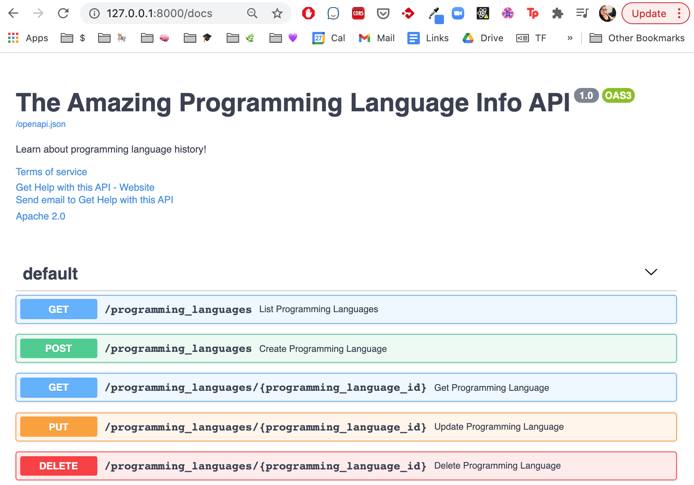 127.0.0.1:8000/docs
Update
Apps $ Cal Mail Links Drive TF » Other Bookmarks
The Amazing Programming Language Info API 1.0 OAS3
/openapi.json
Learn about programming language history!
Terms of service
Get Help with this API - Website
Send email to Get Help with this API
Apache 2.0
default
GET /programming_languages List Programming Languages
POST /programming_languages Create Programming Language
GET /programming_languages/{programming_language_id} Get Programming Language
PUT /programming_languages/{programming_language_id} Update Programming Language
DELETE /programming_languages/{programming_language_id} Delete Programming Language